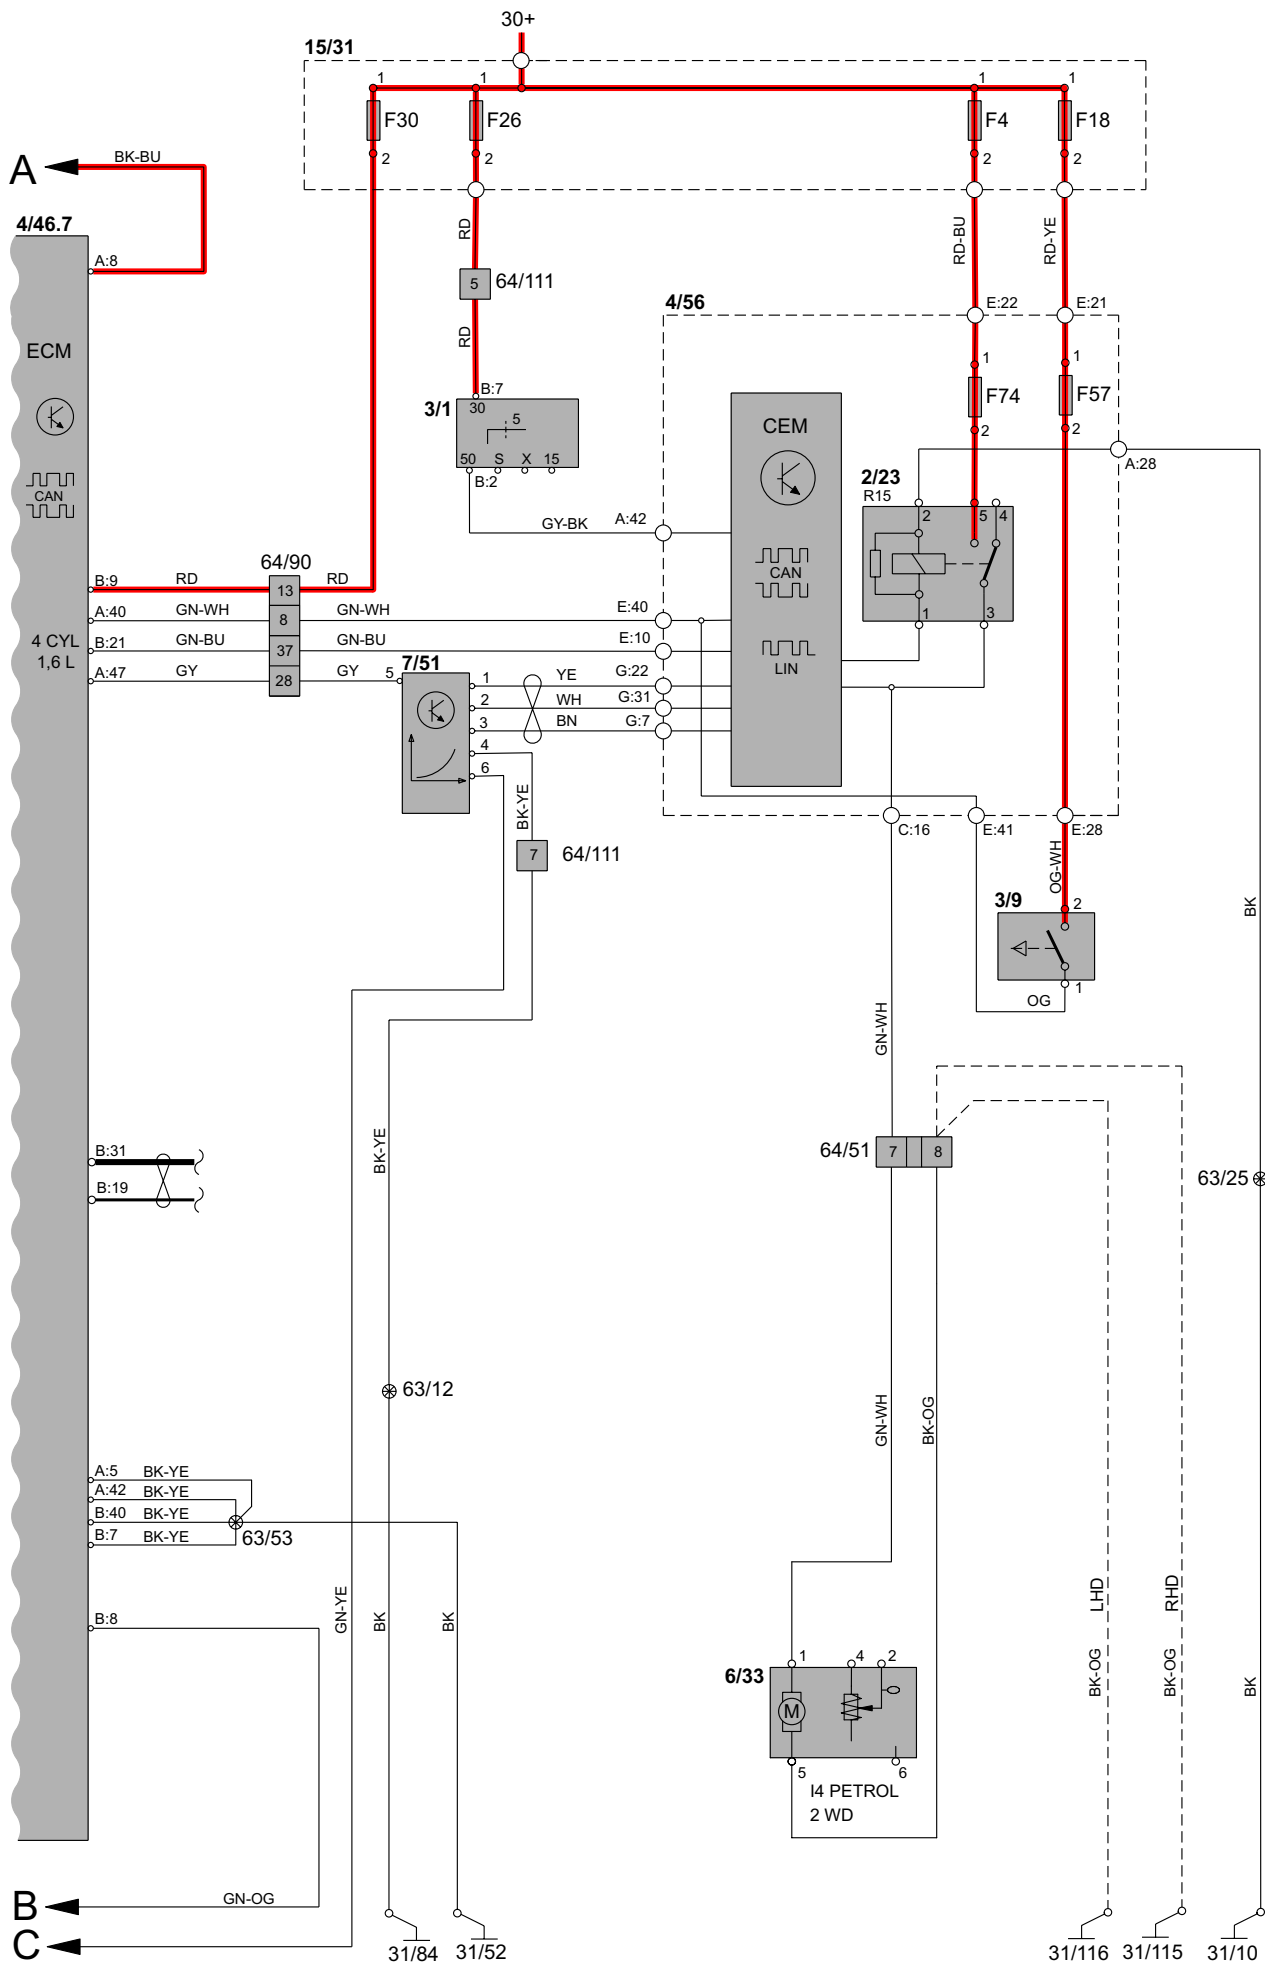 30+
15/31
1 1 1 1
F30 F26 F4 F18
2 2 2 2
A BK-BU
4/46.7
A:8
RD RD-BU RD-YE
5 64/111
4/56 E:22 E:21
ECM
RD
1 1
B:7
3/1 30
5
F74 F57
CEM
2 2
50 S X 15
A:28
B:2
2/23
R15
CAN
2 5 4
GY-BK A:42
64/90
CAN
B:9 RD 13 RD
A:40 GN-WH 8 GN-WH E:40
1 3
4 CYL
1,6 L
B:21 GN-BU 37 GN-BU E:10
LIN
7/51
A:47 GY 28 GY 5
1 YE G:22
2 WH G:31
3 BN G:7
4
6
BK-YE
C:16 E:41 E:28
7 64/111
OG-WH
3/9 2
BK
1
OG
GN-WH
BK-YE
64/51 7 8
B:31
63/25
B:19
63/12
GN-WH BK-OG
A:5 BK-YE
A:42 BK-YE
B:40 BK-YE
63/53
B:7 BK-YE
GN-YE BK BK
LHD RHD
B:8
1 4 2
6/33
BK-OG BK-OG BK
M
5 6
I4 PETROL
2 WD
B GN-OG
C
31/84 31/52 31/116 31/115 31/10